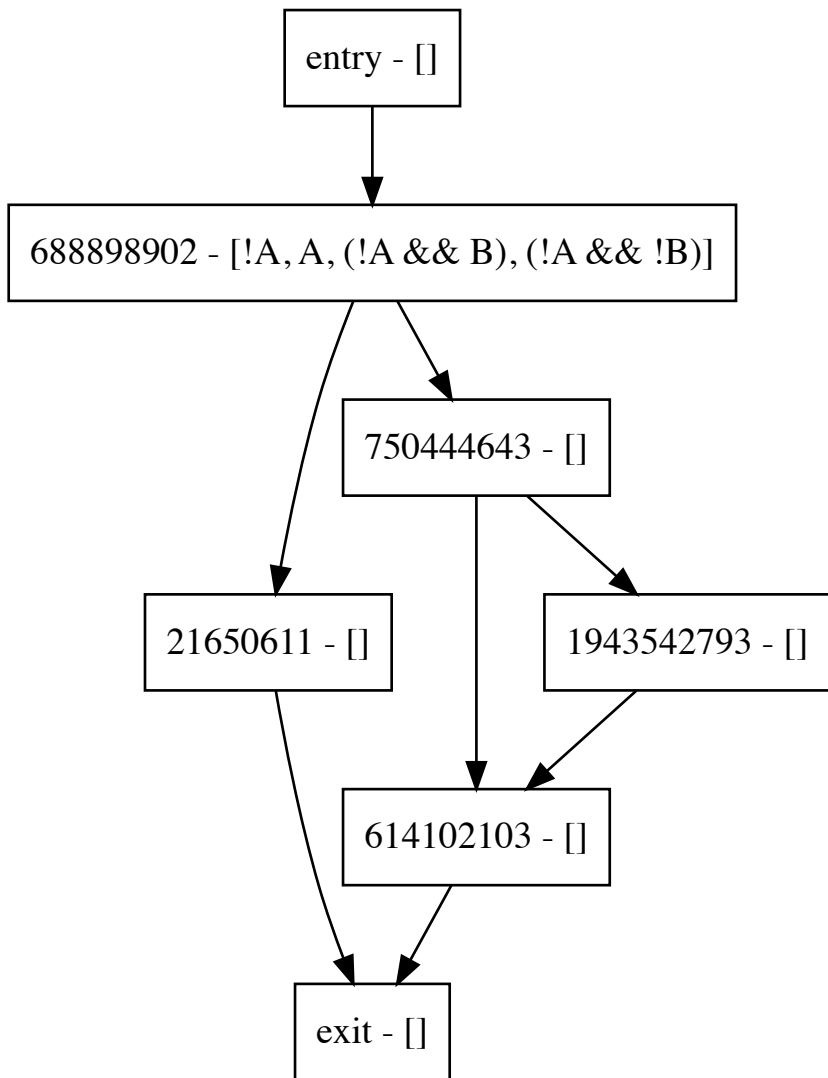 entry - []
688898902 - [!A, A, (!A && B), (!A && !B)]
750444643 - []
21650611 - []
1943542793 - []
614102103 - []
exit - []